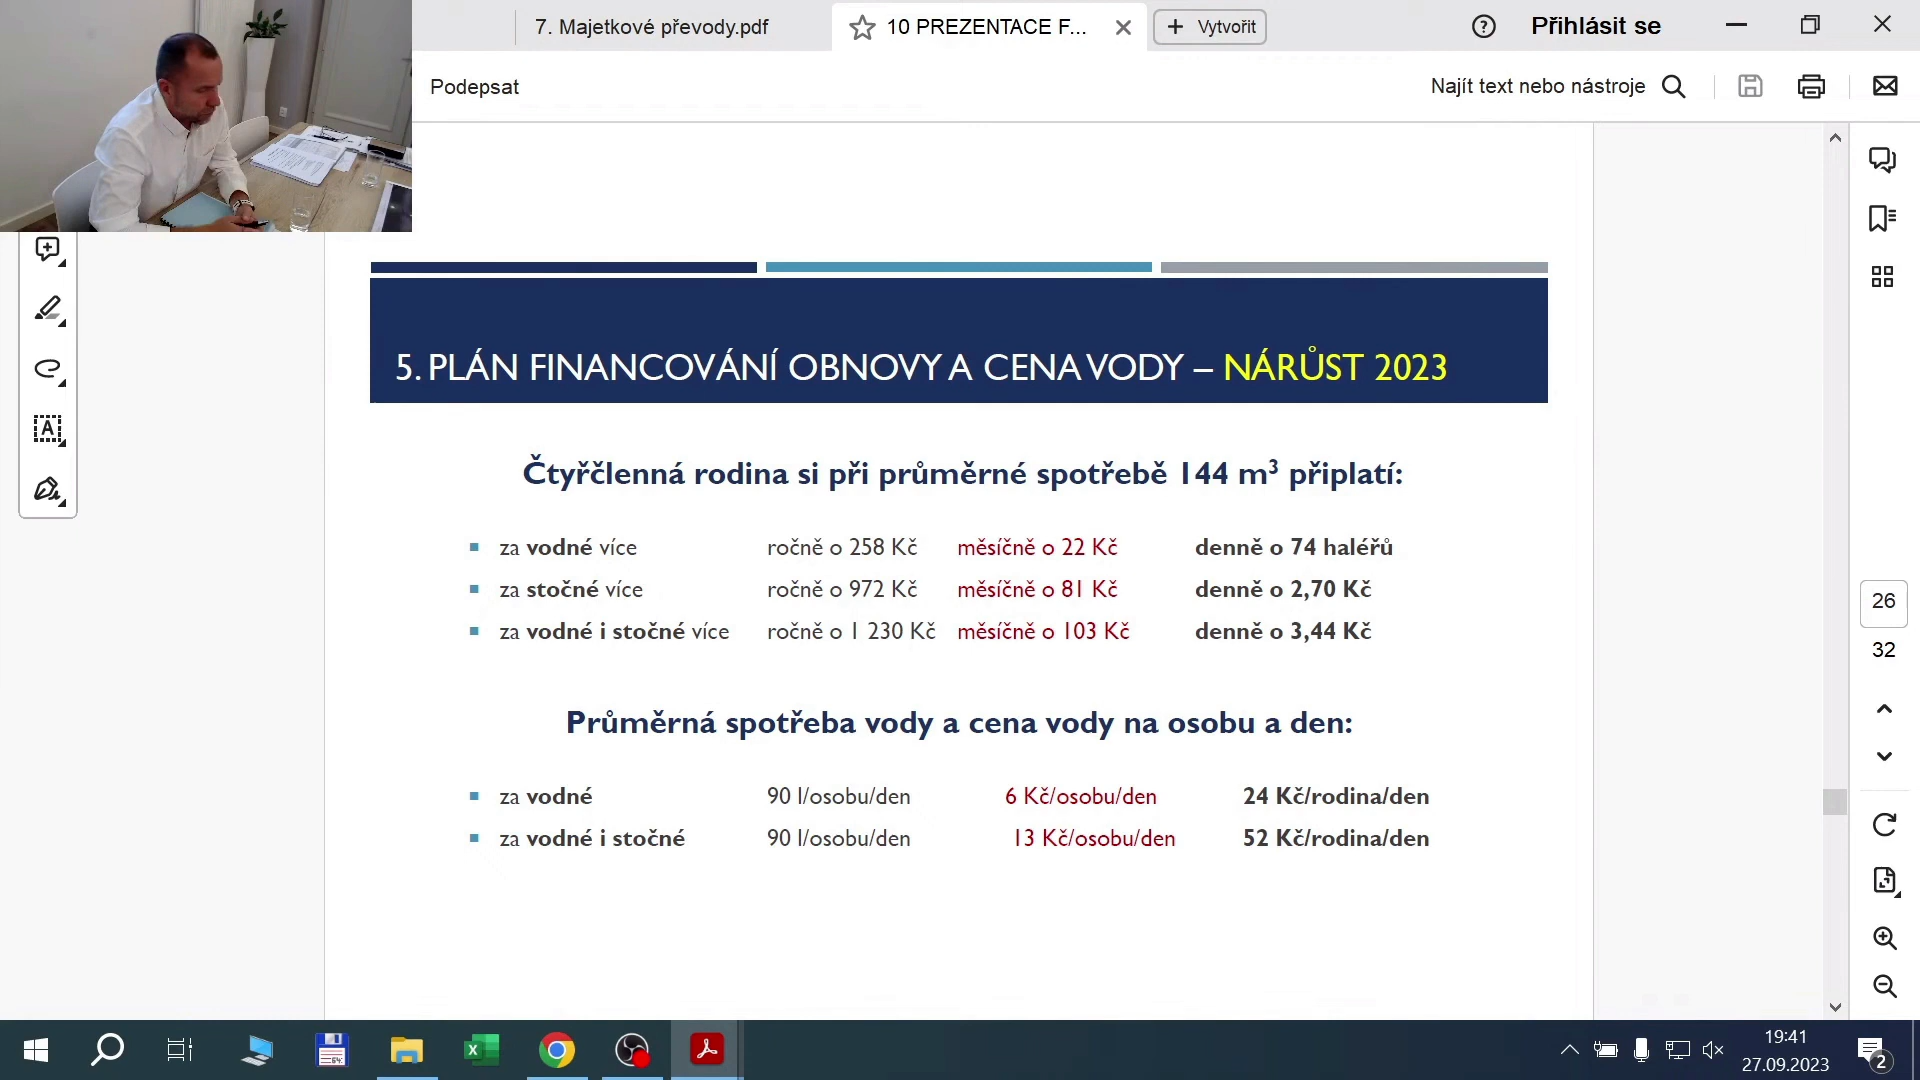 7. Majetkové převody.pdf
10 PREZENTACE F...
Vytvořit
Přihlásit se
Podepsat
Najít text nebo nástroje
5. PLÁN FINANCOVÁNÍ OBNOVY A CENA VODY – NÁRŮST 2023
Čtyřčlenná rodina si při průměrné spotřebě 144 m³ připlatí:
za vodné více ročně o 258 Kč měsíčně o 22 Kč denně o 74 haléřů
za stočné více ročně o 972 Kč měsíčně o 81 Kč denně o 2,70 Kč
za vodné i stočné více ročně o 1 230 Kč měsíčně o 103 Kč denně o 3,44 Kč
Průměrná spotřeba vody a cena vody na osobu a den:
za vodné 90 l/osobu/den 6 Kč/osobu/den 24 Kč/rodina/den
za vodné i stočné 90 l/osobu/den 13 Kč/osobu/den 52 Kč/rodina/den
26
32
64
19:41
27.09.2023
2